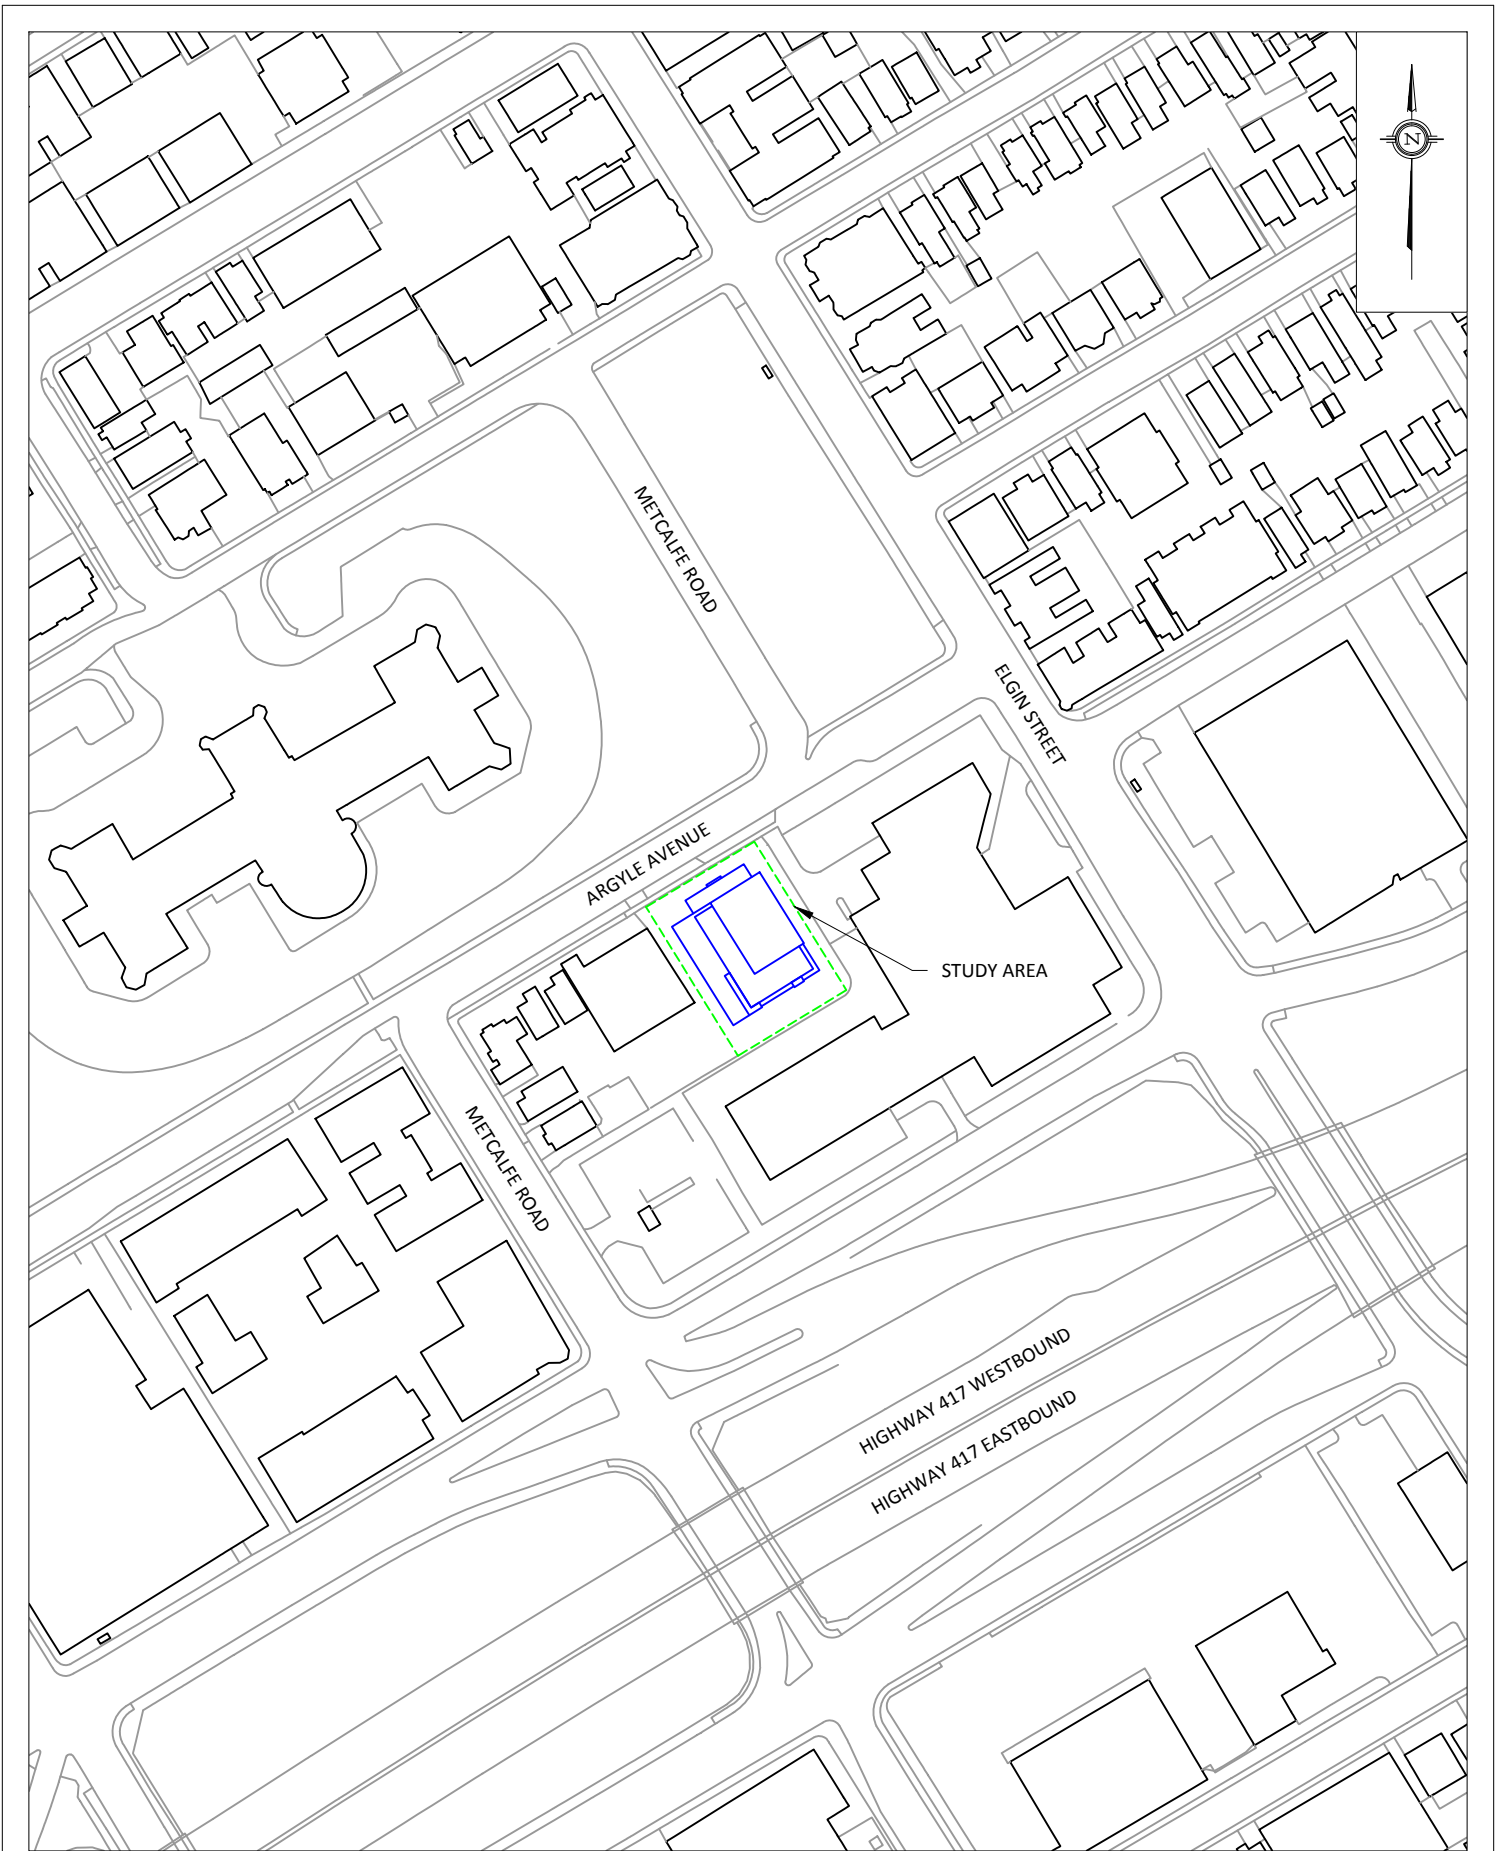 N
METCALFE ROAD
ELGIN STREET
ARGYLE AVENUE
STUDY AREA
METCALFE ROAD
HIGHWAY 417 WESTBOUND
HIGHWAY 417 EASTBOUND